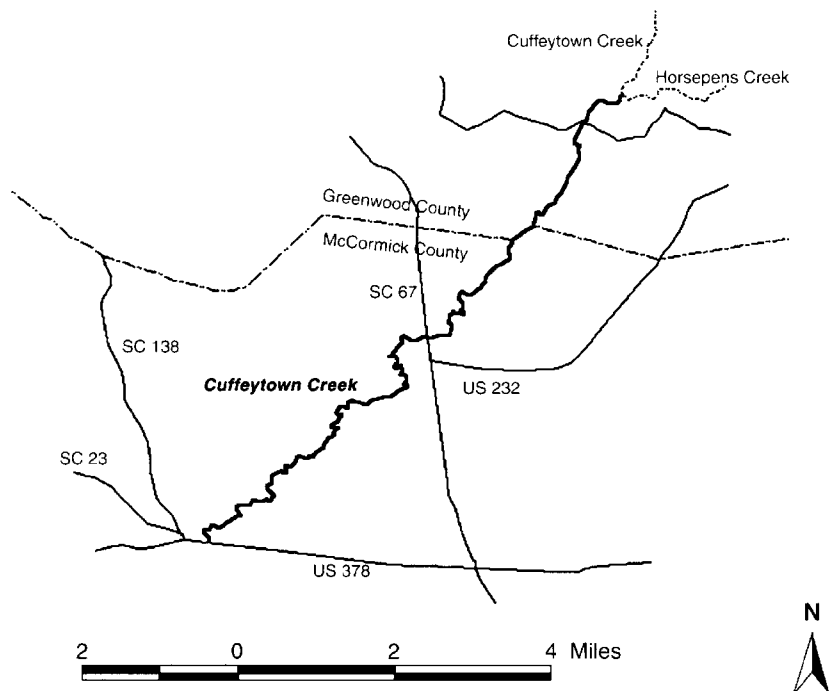 Cuffeytown Creek
Horsepens Creek
Greenwood County
McCormick County
SC 67
SC 138
Cuffeytown Creek
US 232
SC 23
US 378
N
2 0 2 4 Miles